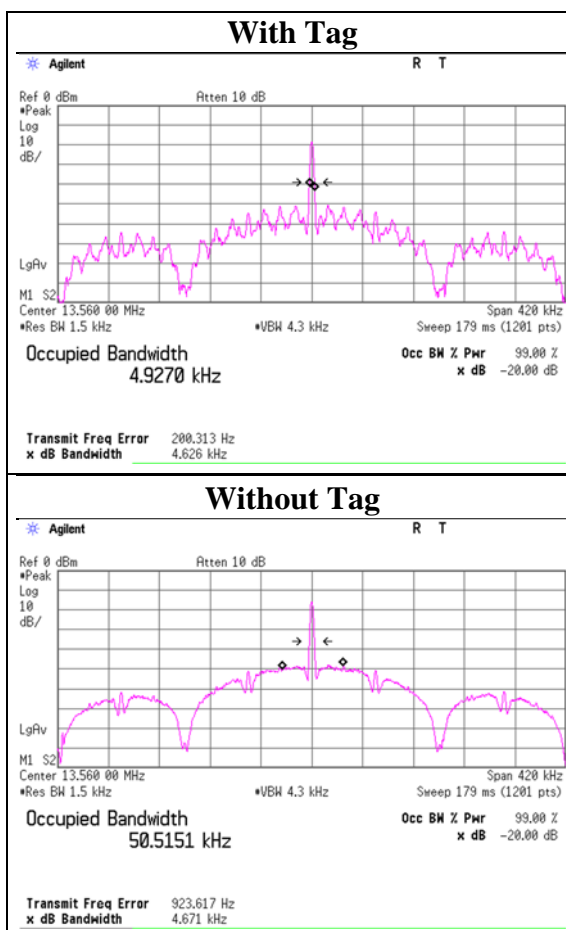 With Tag
Agilent R T
Ref 0 dBm Atten 10 dB
*Peak
Log
10
dB/
LgAv
M1 S2
Center 13.560 00 MHz Span 420 kHz
*Res BW 1.5 kHz *VBW 4.3 kHz Sweep 179 ms (1201 pts)
Occupied Bandwidth Occ BW % Pwr 99.00 %
4.9270 kHz x dB -20.00 dB
Transmit Freq Error 200.313 Hz
x dB Bandwidth 4.626 kHz
Without Tag
Agilent R T
Ref 0 dBm Atten 10 dB
*Peak
Log
10
dB/
LgAv
M1 S2
Center 13.560 00 MHz Span 420 kHz
*Res BW 1.5 kHz *VBW 4.3 kHz Sweep 179 ms (1201 pts)
Occupied Bandwidth Occ BW % Pwr 99.00 %
50.5151 kHz x dB -20.00 dB
Transmit Freq Error 923.617 Hz
x dB Bandwidth 4.671 kHz